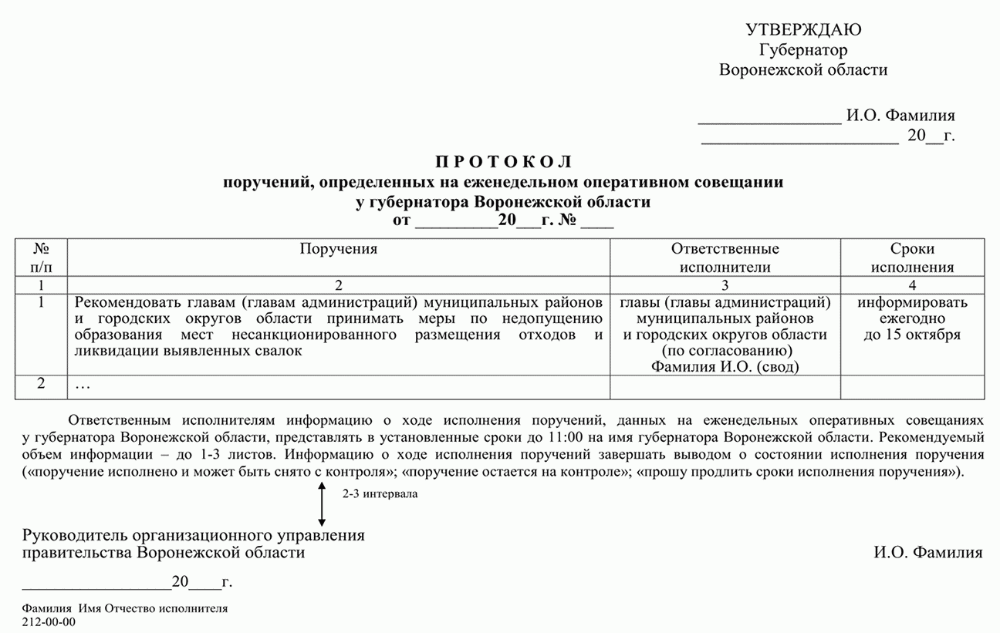 УТВЕРЖДАЮ
Губернатор
Воронежской области
_________________ И.О. Фамилия
_______________________ 20__г.
П Р О Т О К О Л
поручений, определенных на еженедельном оперативном совещании
у губернатора Воронежской области
от __________20___г. № ____
№ п/п Поручения Ответственные исполнители Сроки исполнения
1 2 3 4
1 Рекомендовать главам (главам администраций) муниципальных районов
и городских округов области принимать меры по недопущению
образования мест несанкционированного размещения отходов и
ликвидации выявленных свалок
главы (главы администраций)
муниципальных районов
и городских округов области
(по согласованию)
Фамилия И.О. (свод)
информировать
ежегодно
до 15 октября
2 …
Ответственным исполнителям информацию о ходе исполнения поручений, данных на еженедельных оперативных совещаниях
у губернатора Воронежской области, представлять в установленные сроки до 11:00 на имя губернатора Воронежской области. Рекомендуемый
объем информации – до 1-3 листов. Информацию о ходе исполнения поручений завершать выводом о состоянии исполнения поручения
(«поручение исполнено и может быть снято с контроля»; «поручение остается на контроле»; «прошу продлить сроки исполнения поручения»).
2-3 интервала
Руководитель организационного управления
правительства Воронежской области И.О. Фамилия
__________________20____г.
Фамилия Имя Отчество исполнителя
212-00-00